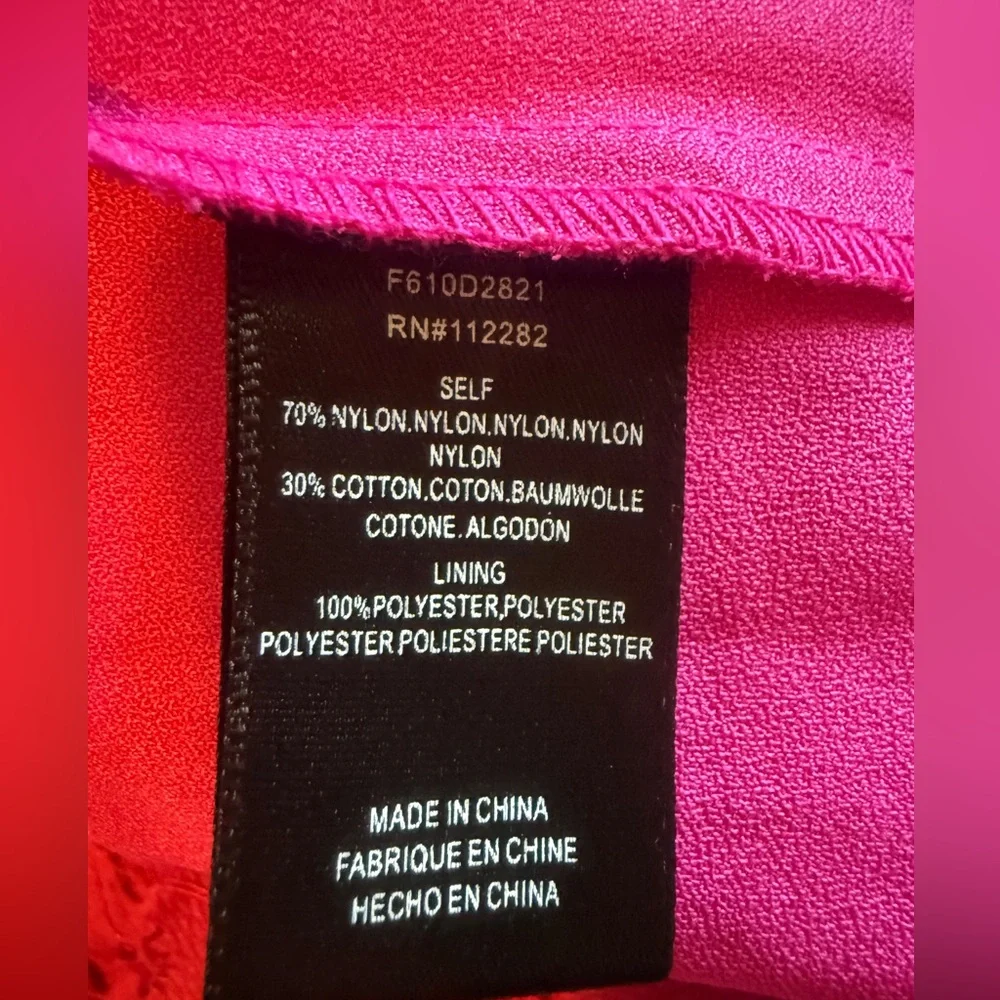 F610D2821
RN#112282
SELF
70% NYLON.NYLON.NYLON.NYLON
NYLON
30% COTTON.COTON.BAUMWOLLE
COTONE.ALGODÓN
LINING
100%POLYESTER,POLYESTER
POLYESTER.POLIESTERE.POLIESTER
MADE IN CHINA
FABRIQUE EN CHINE
HECHO EN CHINA